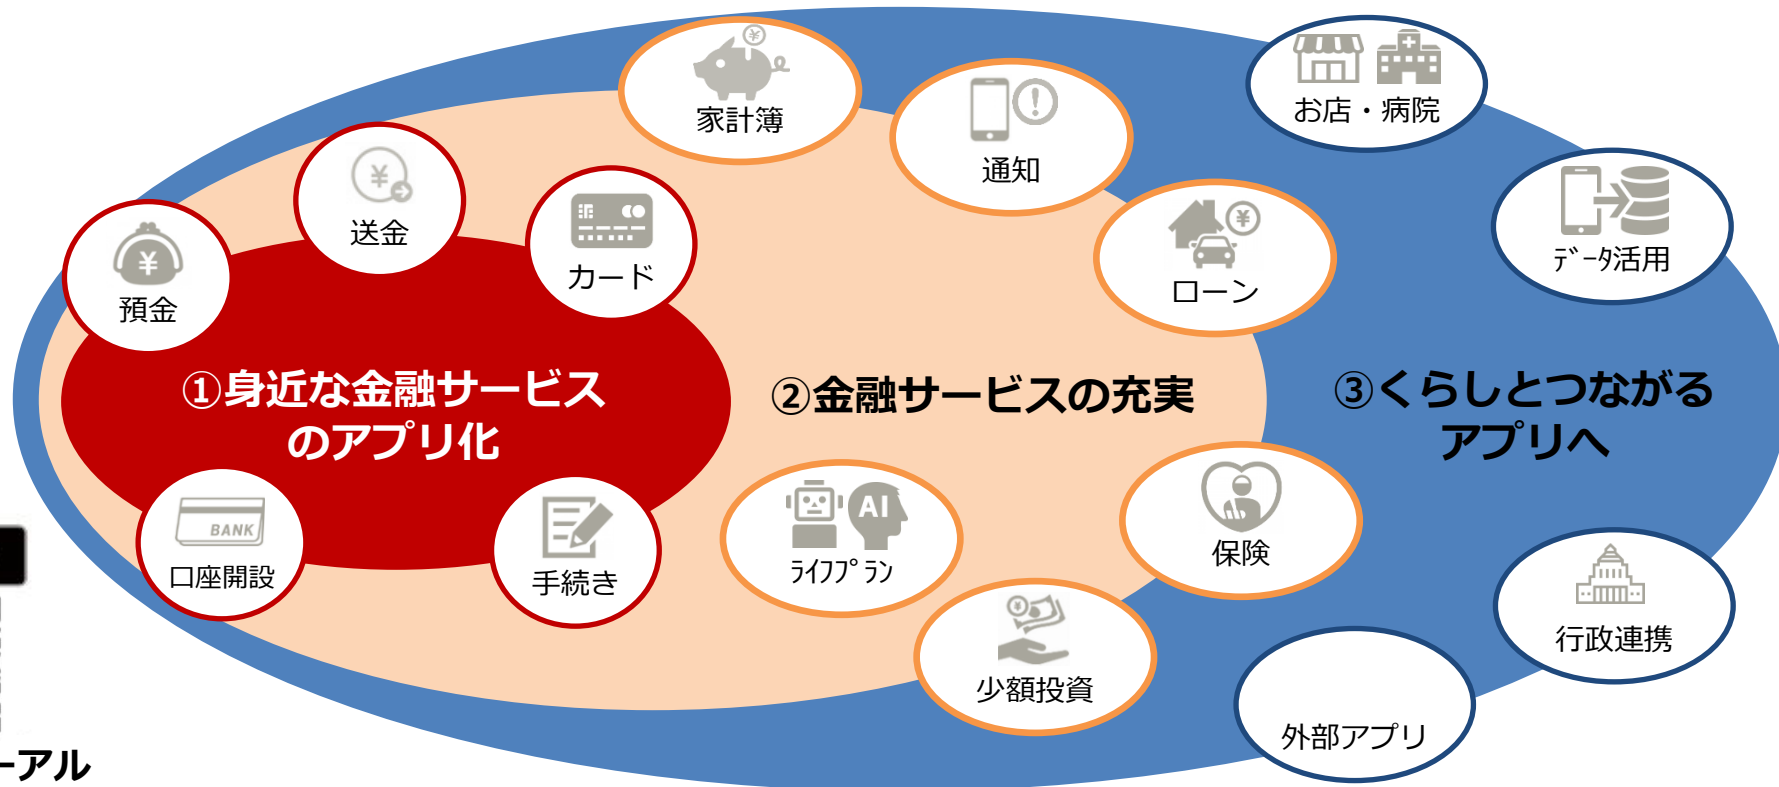 家計簿
通知
お店・病院
送金
カード
預金
ローン
ﾃﾞｰﾀ活用
①身近な金融サービス
のアプリ化
②金融サービスの充実
③くらしとつながる
アプリへ
BANK
口座開設
手続き
AI
ﾗｲﾌﾌﾟﾗﾝ
保険
少額投資
行政連携
外部アプリ
ーアル